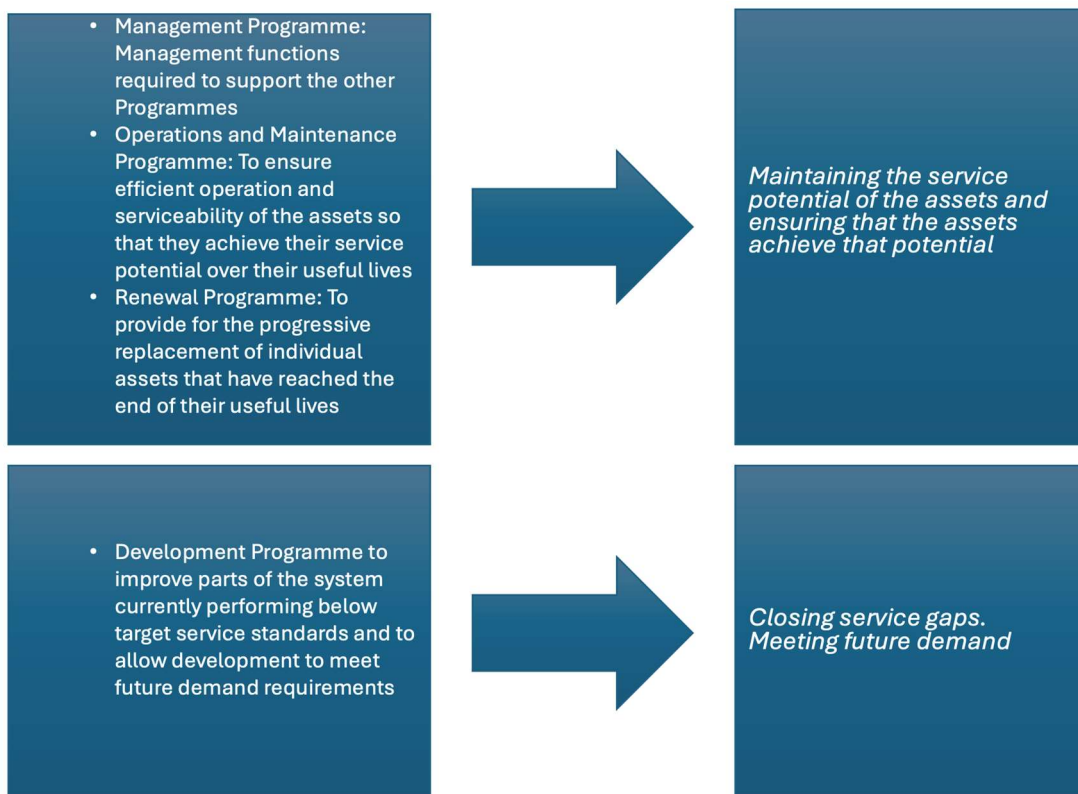 • Management Programme:
Management functions
required to support the other
Programmes
• Operations and Maintenance
Programme: To ensure
efficient operation and
serviceability of the assets so
that they achieve their service
potential over their useful lives
• Renewal Programme: To
provide for the progressive
replacement of individual
assets that have reached the
end of their useful lives
Maintaining the service
potential of the assets and
ensuring that the assets
achieve that potential
• Development Programme to
improve parts of the system
currently performing below
target service standards and to
allow development to meet
future demand requirements
Closing service gaps.
Meeting future demand